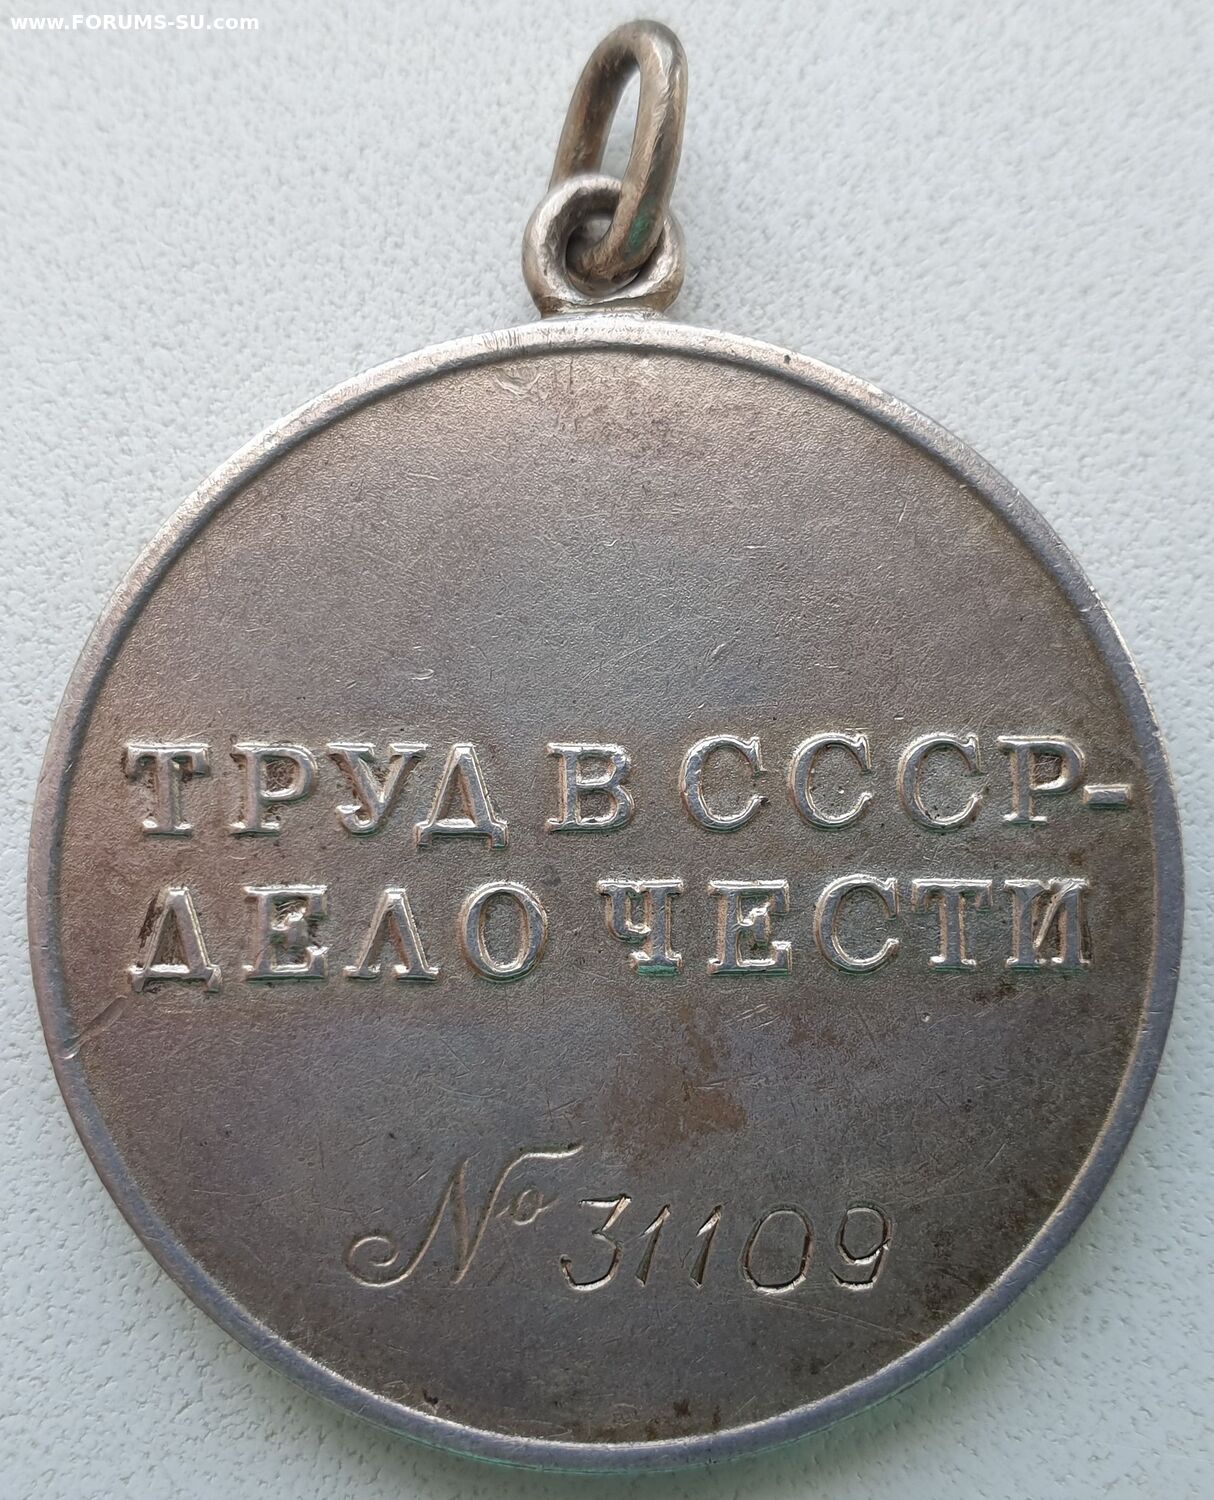 www.FORUMS-SU.com
ТРУД В СССР-
ДЕЛО ЧЕСТИ
№ 31109